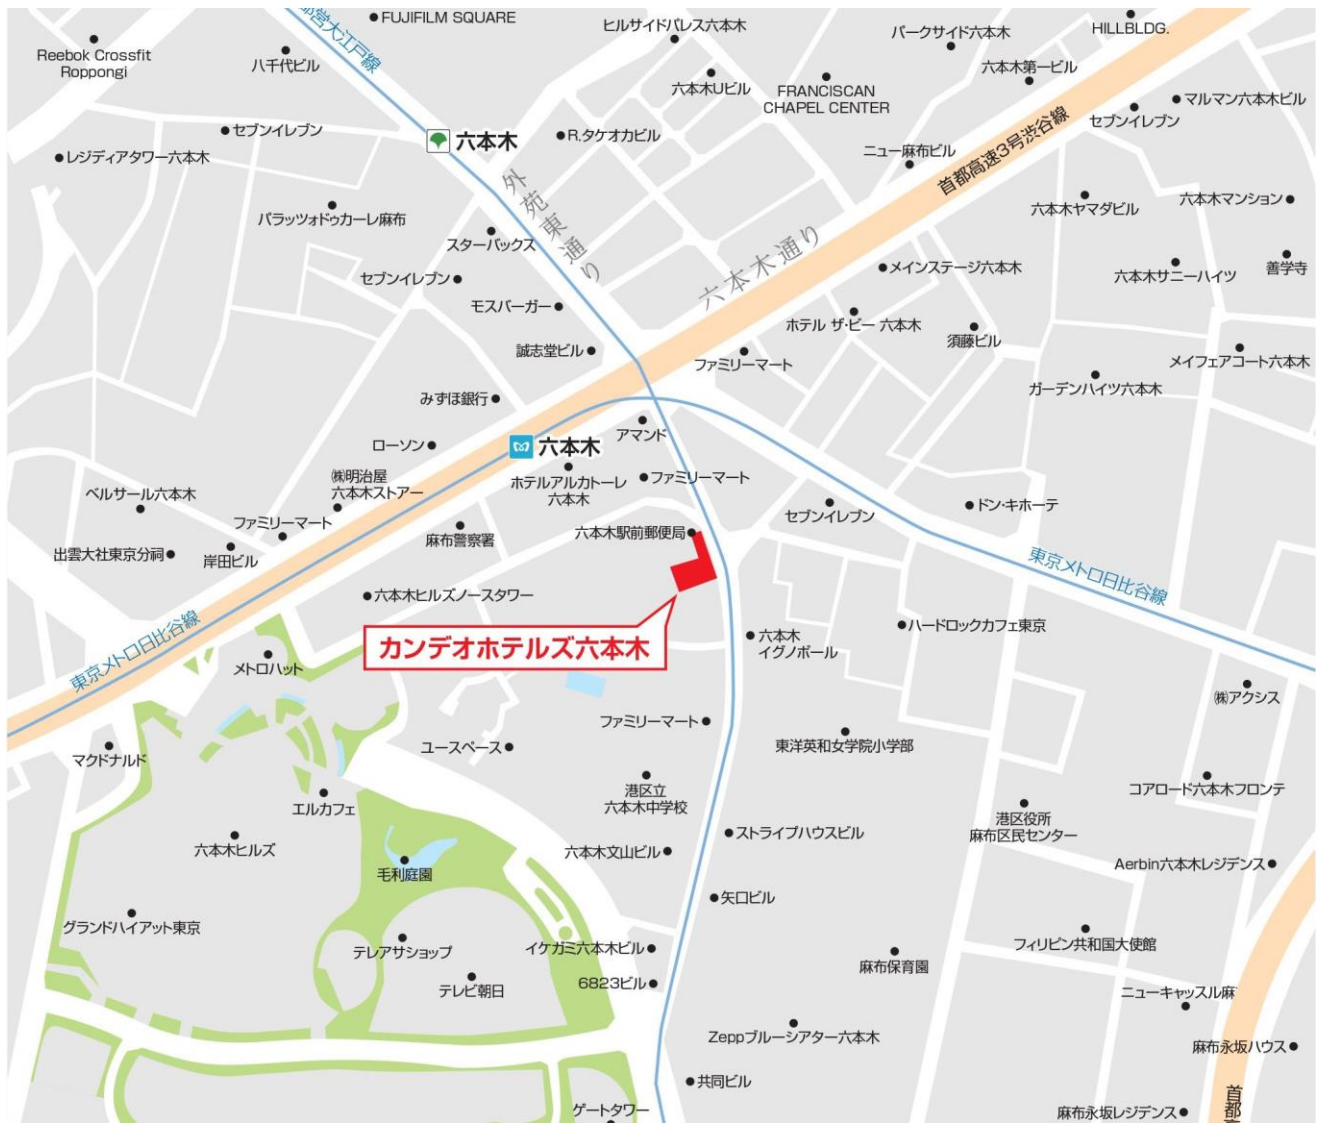 都営大江戸線
FUJIFILM SQUARE
ヒルサイドパレス六本木
パークサイド六本木
HILLBLDG.
Reebok Crossfit
Roppongi
八千代ビル
六本木Uビル
FRANCISCAN
CHAPEL CENTER
六本木第一ビル
マルマン六本木ビル
セブンイレブン
首都高速3号渋谷線
セブンイレブン
六本木
R.タケオカビル
レジディアタワー六本木
ニュー麻布ビル
外苑東通り
パラッツォドゥカーレ麻布
六本木ヤマダビル
六本木マンション
スターバックス
六本木通り
セブンイレブン
メインステージ六本木
六本木サニーハイツ
善学寺
モスバーガー
ホテル ザ・ビー 六本木
須藤ビル
誠志堂ビル
ファミリーマート
メイフェアコート六本木
ガーデンハイツ六本木
みずほ銀行
アマンド
ローソン
六本木
㈱明治屋
六本木ストアー
ホテルアルカトーレ
六本木
ファミリーマート
ベルサール六本木
セブンイレブン
ドン・キホーテ
ファミリーマート
麻布警察署
六本木駅前郵便局
出雲大社東京分祠
岸田ビル
東京メトロ日比谷線
六本木ヒルズノースタワー
東京メトロ日比谷線
カンデオホテルズ六本木
六本木
イグノポール
ハードロックカフェ東京
メトロハット
㈱アクシス
マクドナルド
ユースペース
ファミリーマート
東洋英和女学院小学部
港区立
六本木中学校
コアロード六本木フロンテ
エルカフェ
港区役所
麻布区民センター
六本木ヒルズ
六本木文山ビル
ストライプハウスビル
Aerbin六本木レジデンス
毛利庭園
矢口ビル
グランドハイアット東京
テレアサショップ
イケガミ六本木ビル
フィリピン共和国大使館
麻布保育園
テレビ朝日
6823ビル
ニューキャッスル麻
Zeppブルーシアター六本木
麻布永坂ハウス
共同ビル
首都高
ゲートタワー
麻布永坂レジデンス